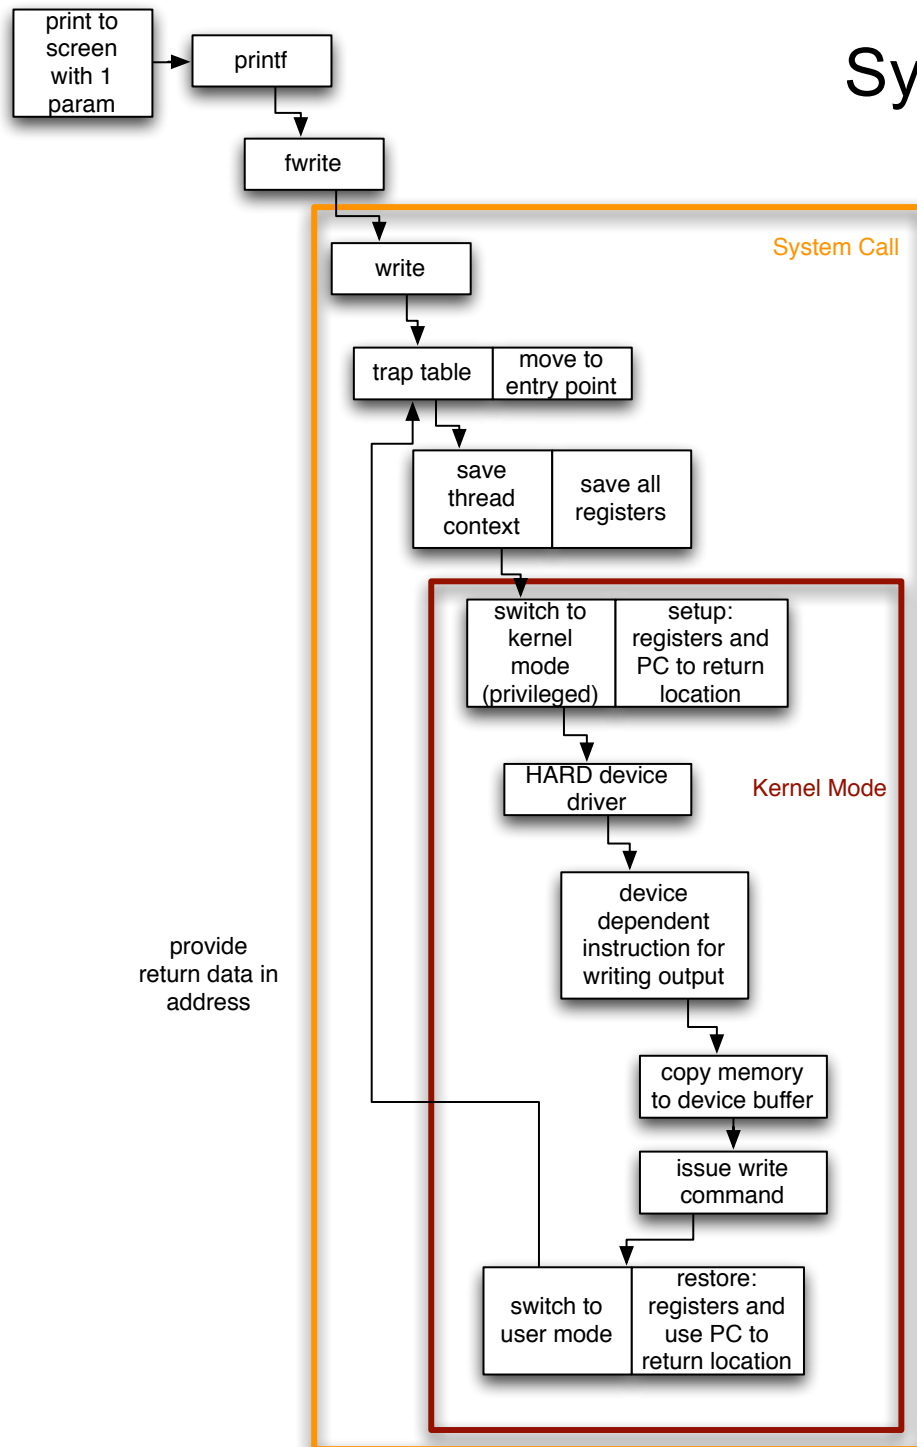 print to
screen
with 1
param
printf
Sy
fwrite
System Call
write
trap table
move to
entry point
save
thread
context
save all
registers
switch to
kernel
mode
(privileged)
setup:
registers and
PC to return
location
HARD device
driver
Kernel Mode
device
dependent
instruction for
writing output
provide
return data in
address
copy memory
to device buffer
issue write
command
switch to
user mode
restore:
registers and
use PC to
return location